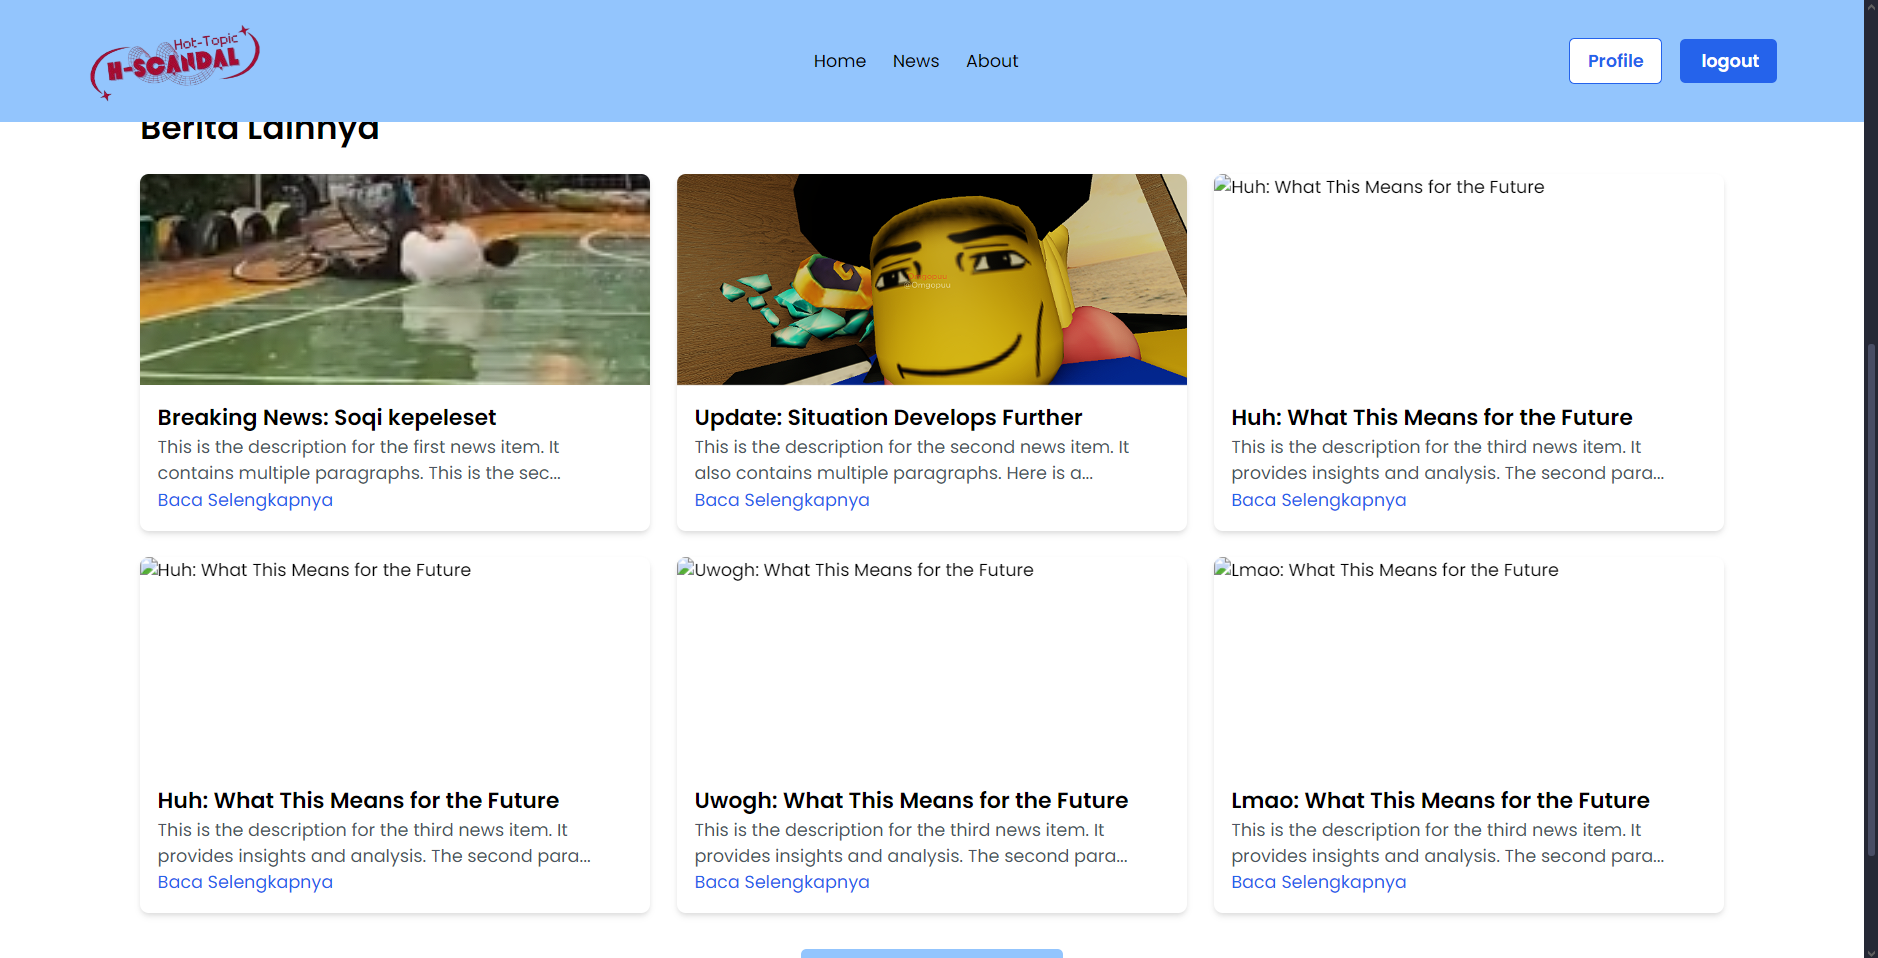 Hot-Topic
H-SCANDAL
Home News About
Profile logout
Berita Lainnya
Huh: What This Means for the Future
@Omgopuu
Breaking News: Soqi kepeleset
This is the description for the first news item. It
contains multiple paragraphs. This is the sec...
Baca Selengkapnya
Update: Situation Develops Further
This is the description for the second news item. It
also contains multiple paragraphs. Here is a...
Baca Selengkapnya
Huh: What This Means for the Future
This is the description for the third news item. It
provides insights and analysis. The second para...
Baca Selengkapnya
Huh: What This Means for the Future
Uwogh: What This Means for the Future
Lmao: What This Means for the Future
Huh: What This Means for the Future
This is the description for the third news item. It
provides insights and analysis. The second para...
Baca Selengkapnya
Uwogh: What This Means for the Future
This is the description for the third news item. It
provides insights and analysis. The second para...
Baca Selengkapnya
Lmao: What This Means for the Future
This is the description for the third news item. It
provides insights and analysis. The second para...
Baca Selengkapnya